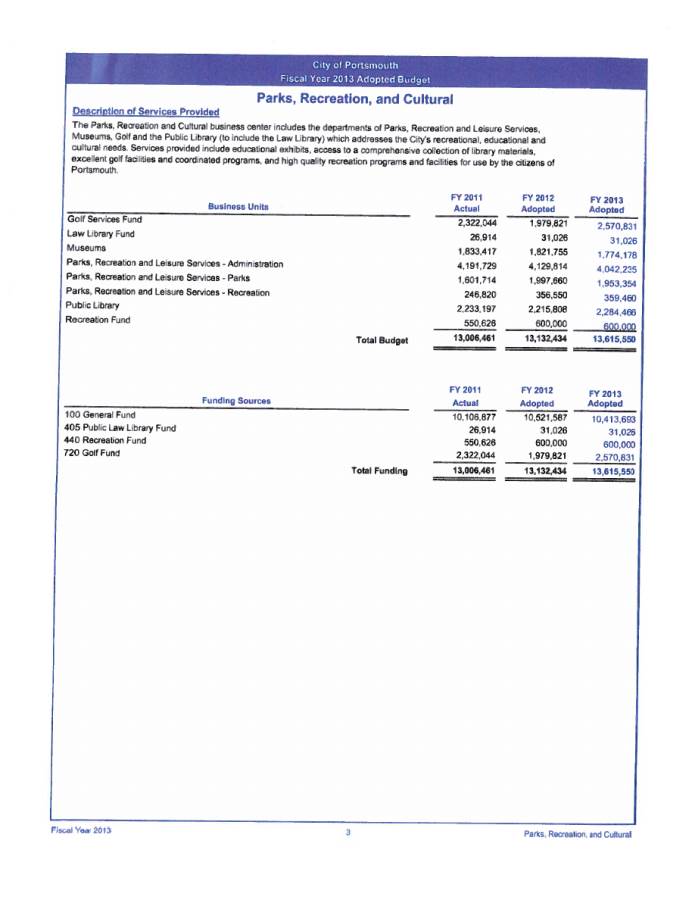 City of Portsmouth
Fiscal Year 2013 Adopted Budget
Parks, Recreation, and Cultural
Description of Services Provided
The Parks, Recreation and Cultural business center includes the departments of Parks, Recreation and Leisure Services,
Museums, Golf and the Public Library (to include the Law Library) which addresses the City's recreational, educational and
cultural needs. Services provided include educational exhibits, access to a comprehensive collection of library materials,
excellent golf facilities and coordinated programs, and high quality recreation programs and facilities for use by the citizens of
Portsmouth.
Business Units FY 2011 Actual FY 2012 Adopted FY 2013 Adopted
Golf Services Fund 2,322,044 1,979,821 2,570,831
Law Library Fund 26,914 31,026 31,026
Museums 1,833,417 1,821,755 1,774,178
Parks, Recreation and Leisure Services - Administration 4,191,729 4,129,814 4,042,235
Parks, Recreation and Leisure Services - Parks 1,601,714 1,997,660 1,953,354
Parks, Recreation and Leisure Services - Recreation 246,820 356,550 359,460
Public Library 2,233,197 2,215,808 2,284,466
Recreation Fund 550,626 600,000 600,000
Total Budget 13,006,461 13,132,434 13,615,550
Funding Sources FY 2011 Actual FY 2012 Adopted FY 2013 Adopted
100 General Fund 10,106,877 10,521,587 10,413,693
405 Public Law Library Fund 26,914 31,026 31,026
440 Recreation Fund 550,626 600,000 600,000
720 Golf Fund 2,322,044 1,979,821 2,570,831
Total Funding 13,006,461 13,132,434 13,615,550
Fiscal Year 2013 3 Parks, Recreation, and Cultural